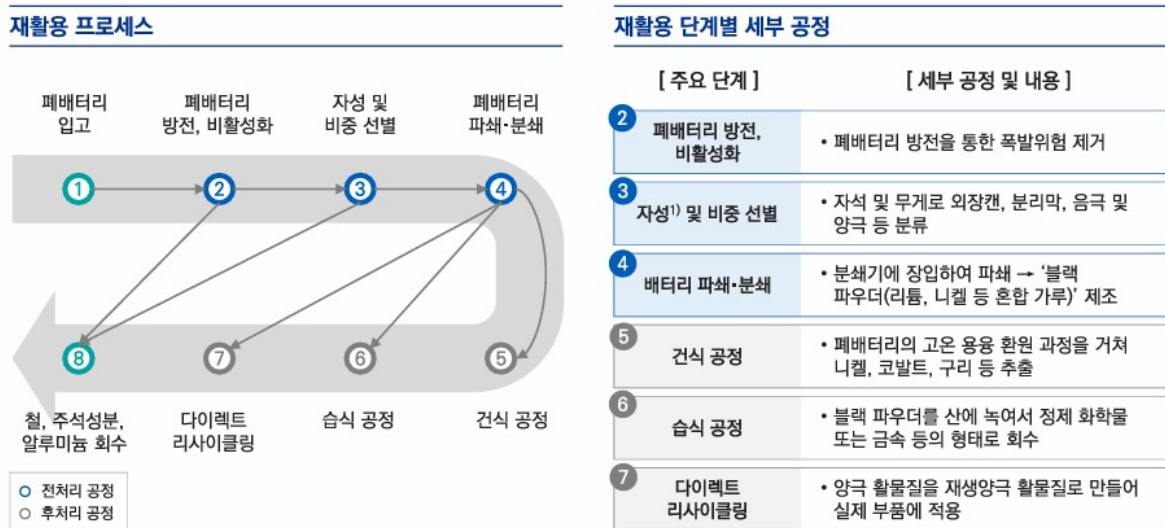 재활용 프로세스
폐배터리
입고
폐배터리
방전, 비활성화
자성 및
비중 선별
폐배터리
파쇄·분쇄
1
2
3
4
8
7
6
5
철, 주석성분,
알루미늄 회수
다이렉트
리사이클링
습식 공정
건식 공정
전처리 공정
후처리 공정
재활용 단계별 세부 공정
[ 주요 단계 ]
[ 세부 공정 및 내용 ]
2
폐배터리 방전,
비활성화
• 폐배터리 방전을 통한 폭발위험 제거
3
자성1) 및 비중 선별
• 자석 및 무게로 외장캔, 분리막, 음극 및
양극 등 분류
4
배터리 파쇄·분쇄
• 분쇄기에 장입하여 파쇄 → ‘블랙
파우더(리튬, 니켈 등 혼합 가루)’ 제조
5
건식 공정
• 폐배터리의 고온 용융 환원 과정을 거쳐
니켈, 코발트, 구리 등 추출
6
습식 공정
• 블랙 파우더를 산에 녹여서 정제 화학물
또는 금속 등의 형태로 회수
7
다이렉트
리사이클링
• 양극 활물질을 재생양극 활물질로 만들어
실제 부품에 적용